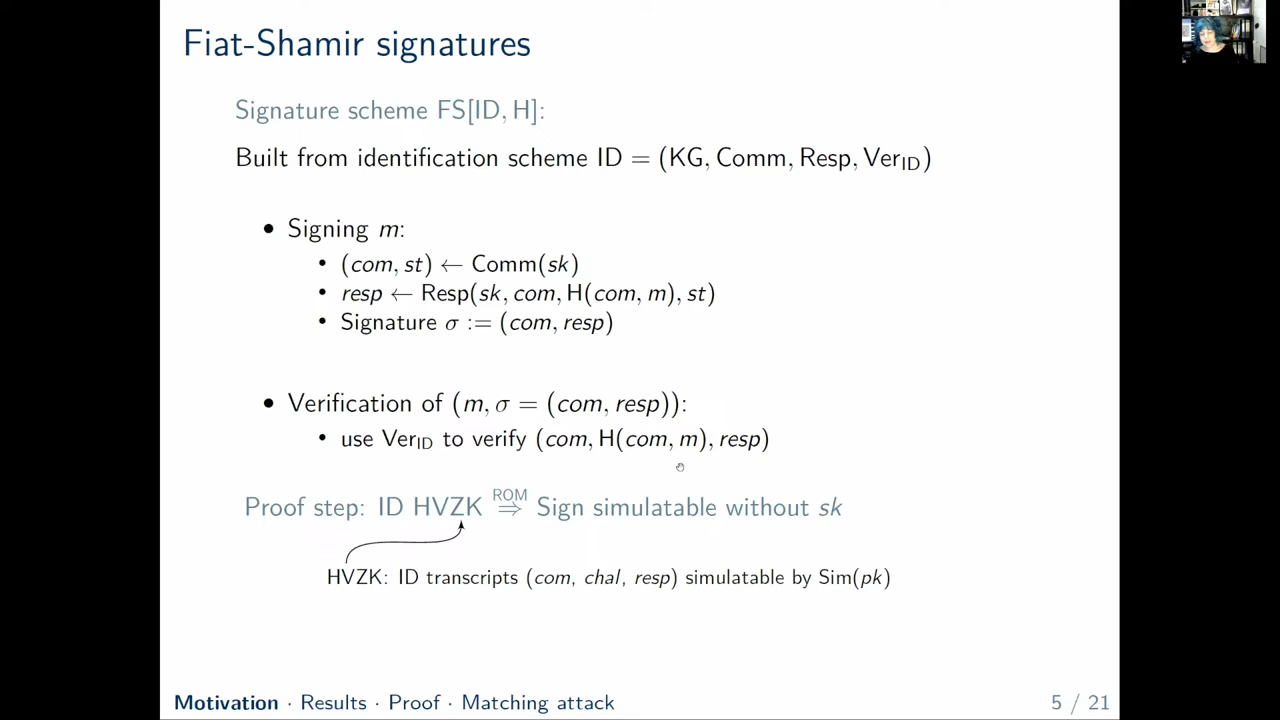 Fiat-Shamir signatures
Signature scheme FS[ID, H]:
Built from identification scheme ID = (KG, Comm, Resp, Ver_ID)
• Signing m:
• (com, st) ← Comm(sk)
• resp ← Resp(sk, com, H(com, m), st)
• Signature σ := (com, resp)
• Verification of (m, σ = (com, resp)):
• use Ver_ID to verify (com, H(com, m), resp)
Proof step: ID HVZK ROM ⇒ Sign simulatable without sk
HVZK: ID transcripts (com, chal, resp) simulatable by Sim(pk)
Motivation · Results · Proof · Matching attack
5 / 21